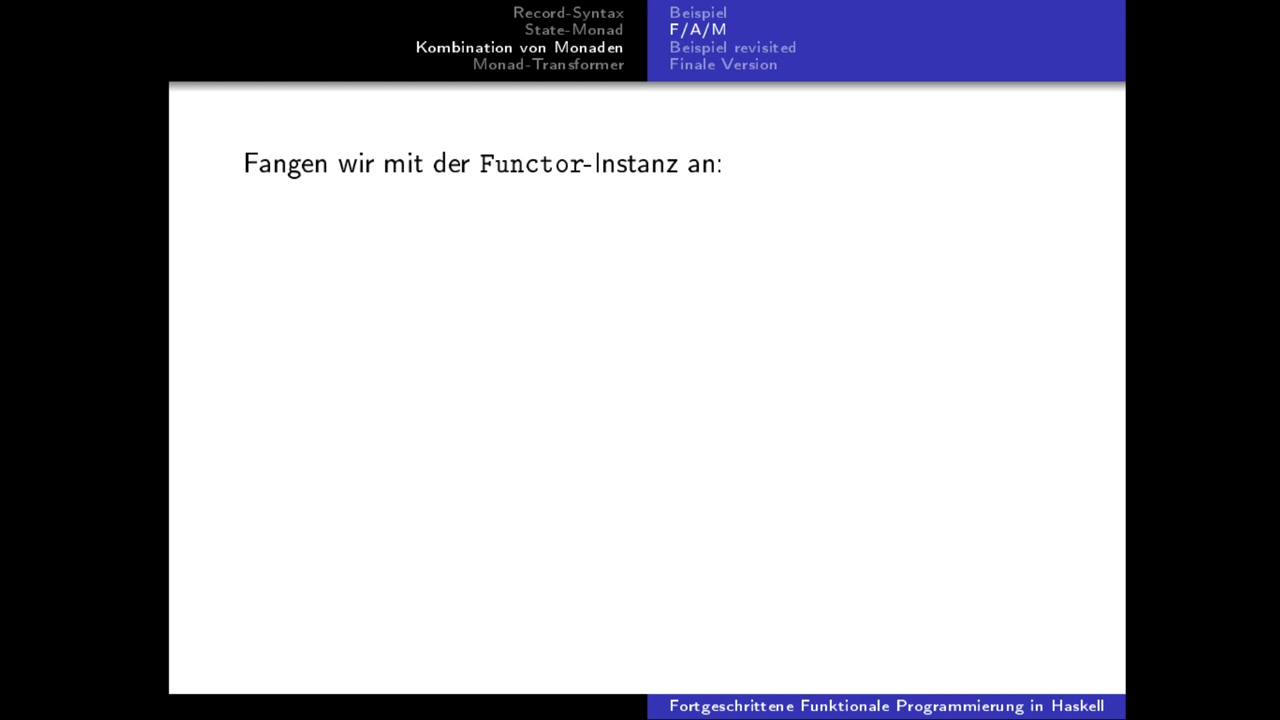 Record-Syntax
State-Monad
Kombination von Monaden
Monad-Transformer
Beispiel
F/A/M
Beispiel revisited
Finale Version
Fangen wir mit der Functor-Instanz an:
Fortgeschrittene Funktionale Programmierung in Haskell